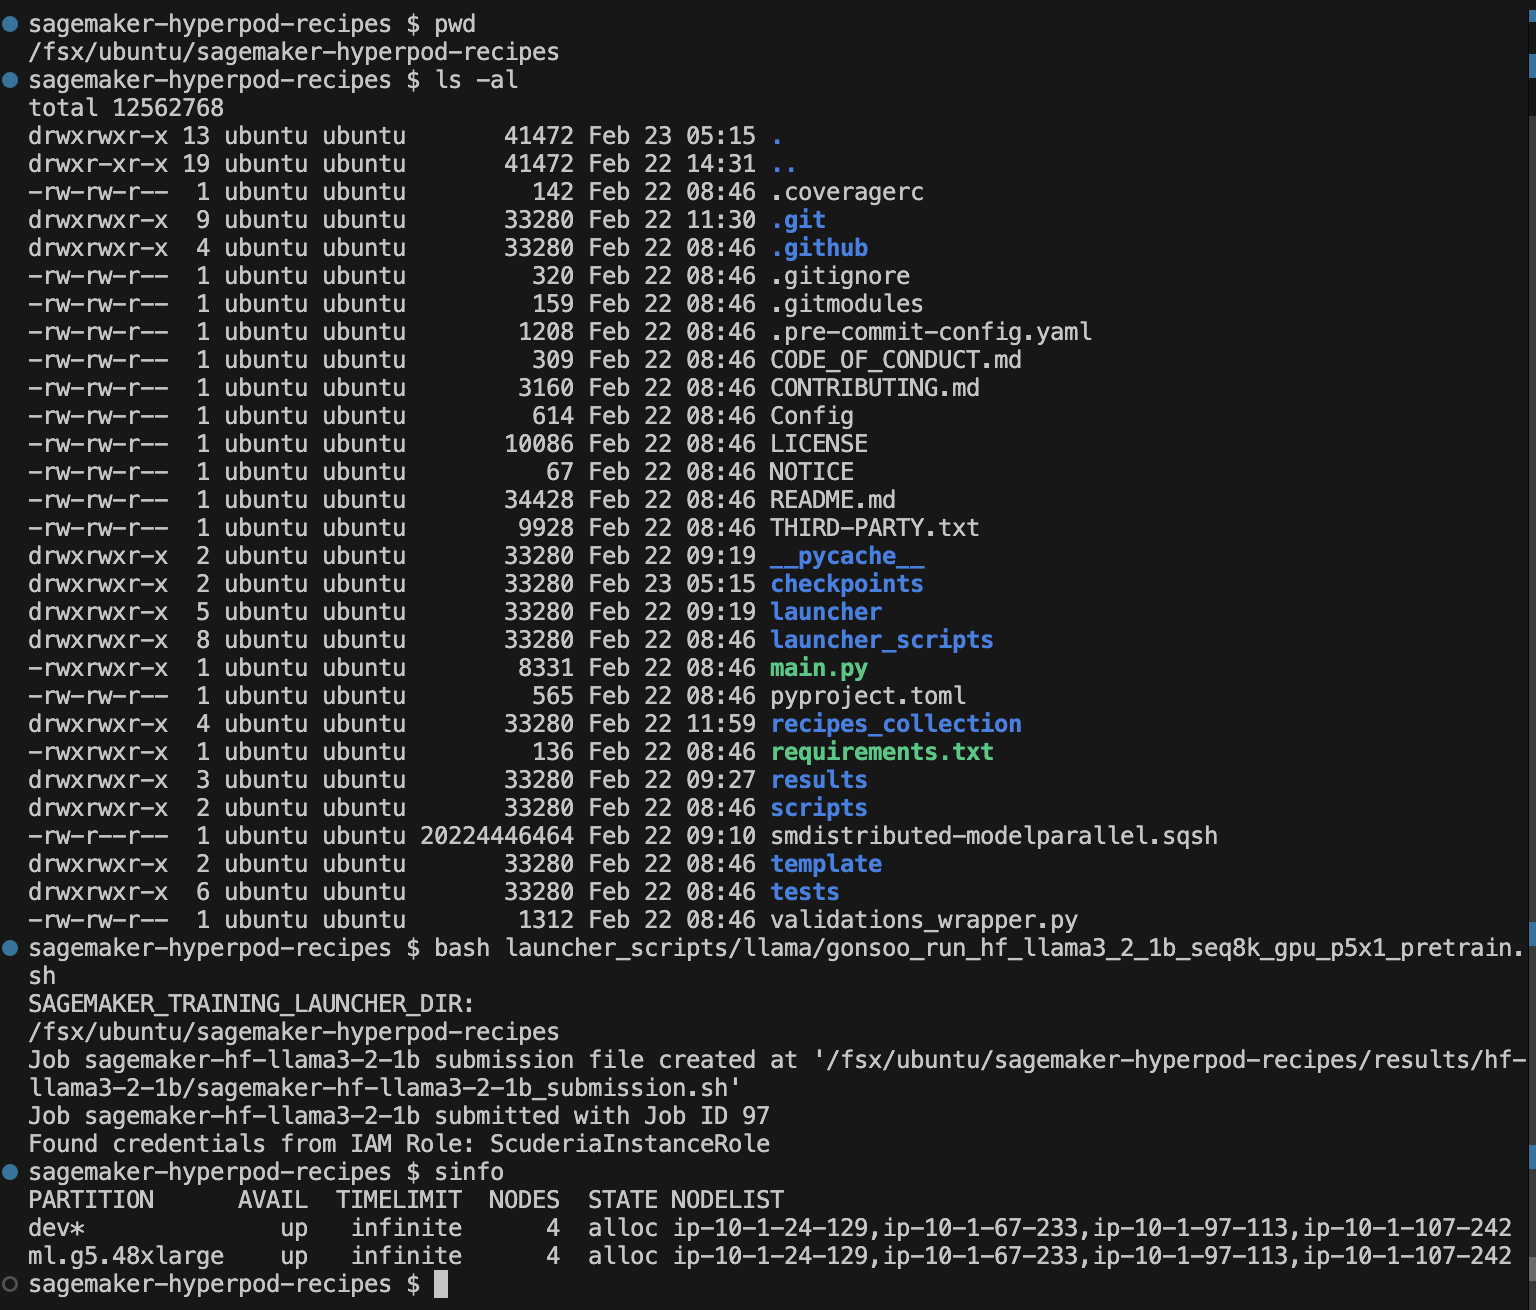 sagemaker-hyperpod-recipes $ pwd
/fsx/ubuntu/sagemaker-hyperpod-recipes
sagemaker-hyperpod-recipes $ ls -al
total 12562768
drwxrwxr-x 13 ubuntu ubuntu       41472 Feb 23 05:15 .
drwxr-xr-x 19 ubuntu ubuntu       41472 Feb 22 14:31 ..
-rw-rw-r--  1 ubuntu ubuntu         142 Feb 22 08:46 .coveragerc
drwxrwxr-x  9 ubuntu ubuntu       33280 Feb 22 11:30 .git
drwxrwxr-x  4 ubuntu ubuntu       33280 Feb 22 08:46 .github
-rw-rw-r--  1 ubuntu ubuntu         320 Feb 22 08:46 .gitignore
-rw-rw-r--  1 ubuntu ubuntu         159 Feb 22 08:46 .gitmodules
-rw-rw-r--  1 ubuntu ubuntu        1208 Feb 22 08:46 .pre-commit-config.yaml
-rw-rw-r--  1 ubuntu ubuntu         309 Feb 22 08:46 CODE_OF_CONDUCT.md
-rw-rw-r--  1 ubuntu ubuntu        3160 Feb 22 08:46 CONTRIBUTING.md
-rw-rw-r--  1 ubuntu ubuntu         614 Feb 22 08:46 Config
-rw-rw-r--  1 ubuntu ubuntu       10086 Feb 22 08:46 LICENSE
-rw-rw-r--  1 ubuntu ubuntu          67 Feb 22 08:46 NOTICE
-rw-rw-r--  1 ubuntu ubuntu       34428 Feb 22 08:46 README.md
-rw-rw-r--  1 ubuntu ubuntu        9928 Feb 22 08:46 THIRD-PARTY.txt
drwxrwxr-x  2 ubuntu ubuntu       33280 Feb 22 09:19 __pycache__
drwxrwxr-x  2 ubuntu ubuntu       33280 Feb 23 05:15 checkpoints
drwxrwxr-x  5 ubuntu ubuntu       33280 Feb 22 09:19 launcher
drwxrwxr-x  8 ubuntu ubuntu       33280 Feb 22 08:46 launcher_scripts
-rwxrwxr-x  1 ubuntu ubuntu        8331 Feb 22 08:46 main.py
-rw-rw-r--  1 ubuntu ubuntu         565 Feb 22 08:46 pyproject.toml
drwxrwxr-x  4 ubuntu ubuntu       33280 Feb 22 11:59 recipes_collection
-rwxrwxr-x  1 ubuntu ubuntu         136 Feb 22 08:46 requirements.txt
drwxrwxr-x  3 ubuntu ubuntu       33280 Feb 22 09:27 results
drwxrwxr-x  2 ubuntu ubuntu       33280 Feb 22 08:46 scripts
-rw-r--r--  1 ubuntu ubuntu 20224446464 Feb 22 09:10 smdistributed-modelparallel.sqsh
drwxrwxr-x  2 ubuntu ubuntu       33280 Feb 22 08:46 template
drwxrwxr-x  6 ubuntu ubuntu       33280 Feb 22 08:46 tests
-rw-rw-r--  1 ubuntu ubuntu        1312 Feb 22 08:46 validations_wrapper.py
sagemaker-hyperpod-recipes $ bash launcher_scripts/llama/gonsoo_run_hf_llama3_2_1b_seq8k_gpu_p5x1_pretrain.
sh
SAGEMAKER_TRAINING_LAUNCHER_DIR:
/fsx/ubuntu/sagemaker-hyperpod-recipes
Job sagemaker-hf-llama3-2-1b submission file created at '/fsx/ubuntu/sagemaker-hyperpod-recipes/results/hf-
llama3-2-1b/sagemaker-hf-llama3-2-1b_submission.sh'
Job sagemaker-hf-llama3-2-1b submitted with Job ID 97
Found credentials from IAM Role: ScuderiaInstanceRole
sagemaker-hyperpod-recipes $ sinfo
PARTITION      AVAIL  TIMELIMIT  NODES  STATE NODELIST
dev*              up   infinite      4  alloc ip-10-1-24-129,ip-10-1-67-233,ip-10-1-97-113,ip-10-1-107-242
ml.g5.48xlarge    up   infinite      4  alloc ip-10-1-24-129,ip-10-1-67-233,ip-10-1-97-113,ip-10-1-107-242
sagemaker-hyperpod-recipes $